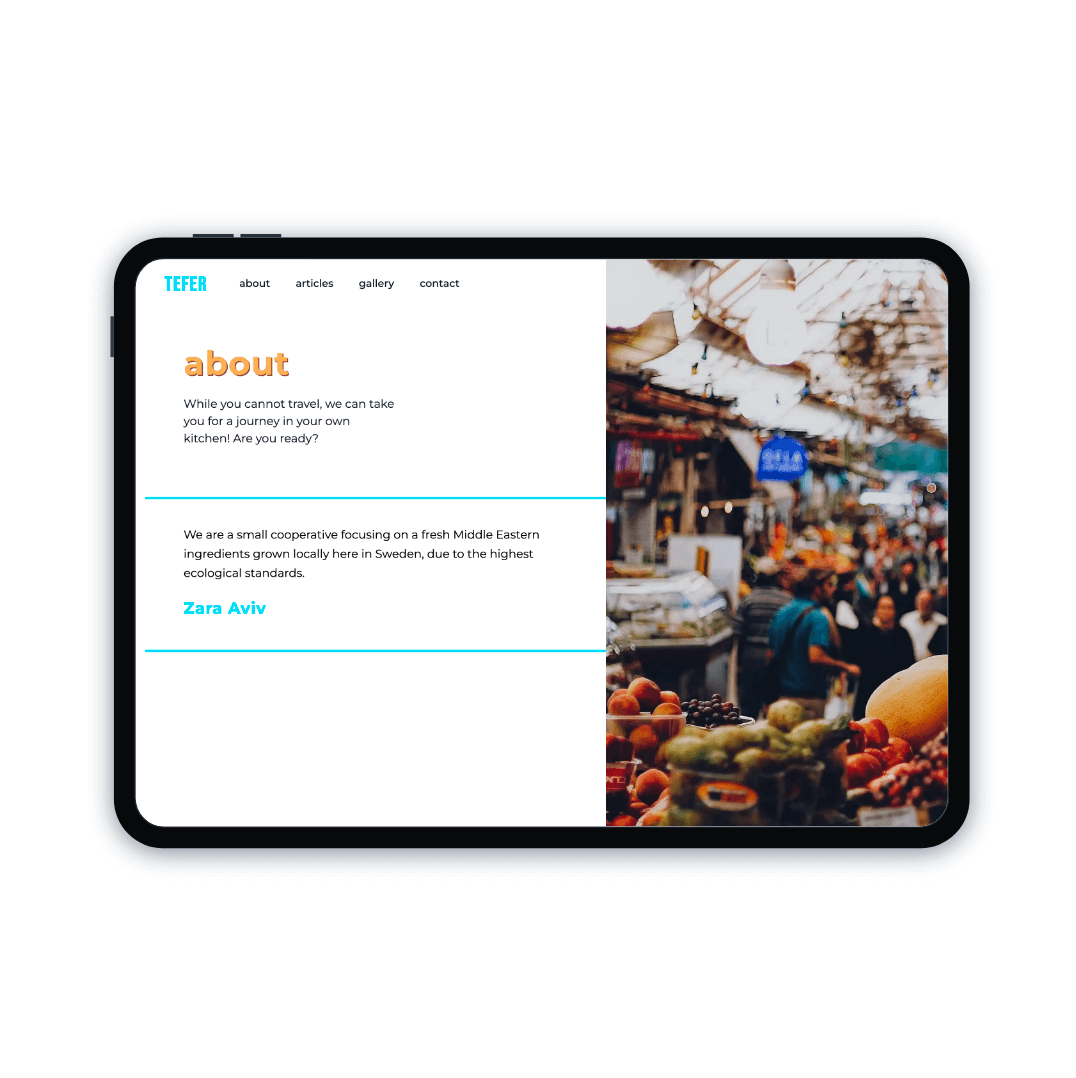 TEFER about articles gallery contact
about
While you cannot travel, we can take
you for a journey in your own
kitchen! Are you ready?
We are a small cooperative focusing on a fresh Middle Eastern
ingredients grown locally here in Sweden, due to the highest
ecological standards.
Zara Aviv